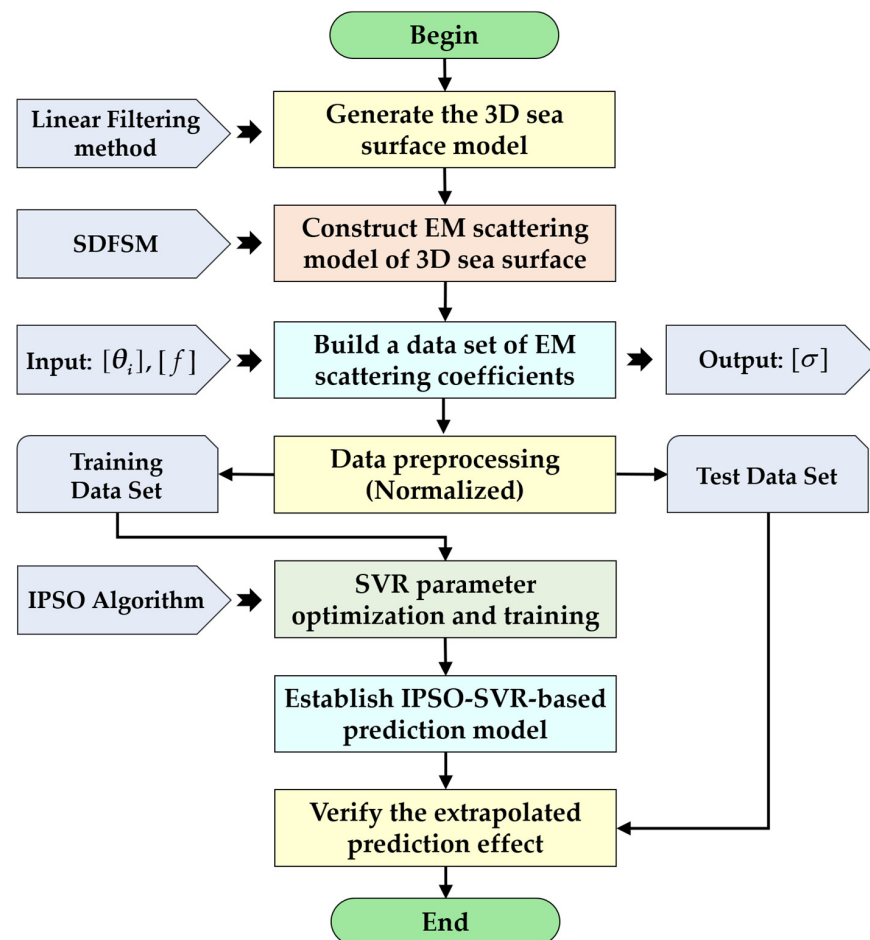 Begin
Linear Filtering
method
Generate the 3D sea
surface model
SDFSM
Construct EM scattering
model of 3D sea surface
Input: [θᵢ], [f]
Build a data set of EM
scattering coefficients
Output: [σ]
Training
Data Set
Data preprocessing
(Normalized)
Test Data Set
IPSO Algorithm
SVR parameter
optimization and training
Establish IPSO-SVR-based
prediction model
Verify the extrapolated
prediction effect
End